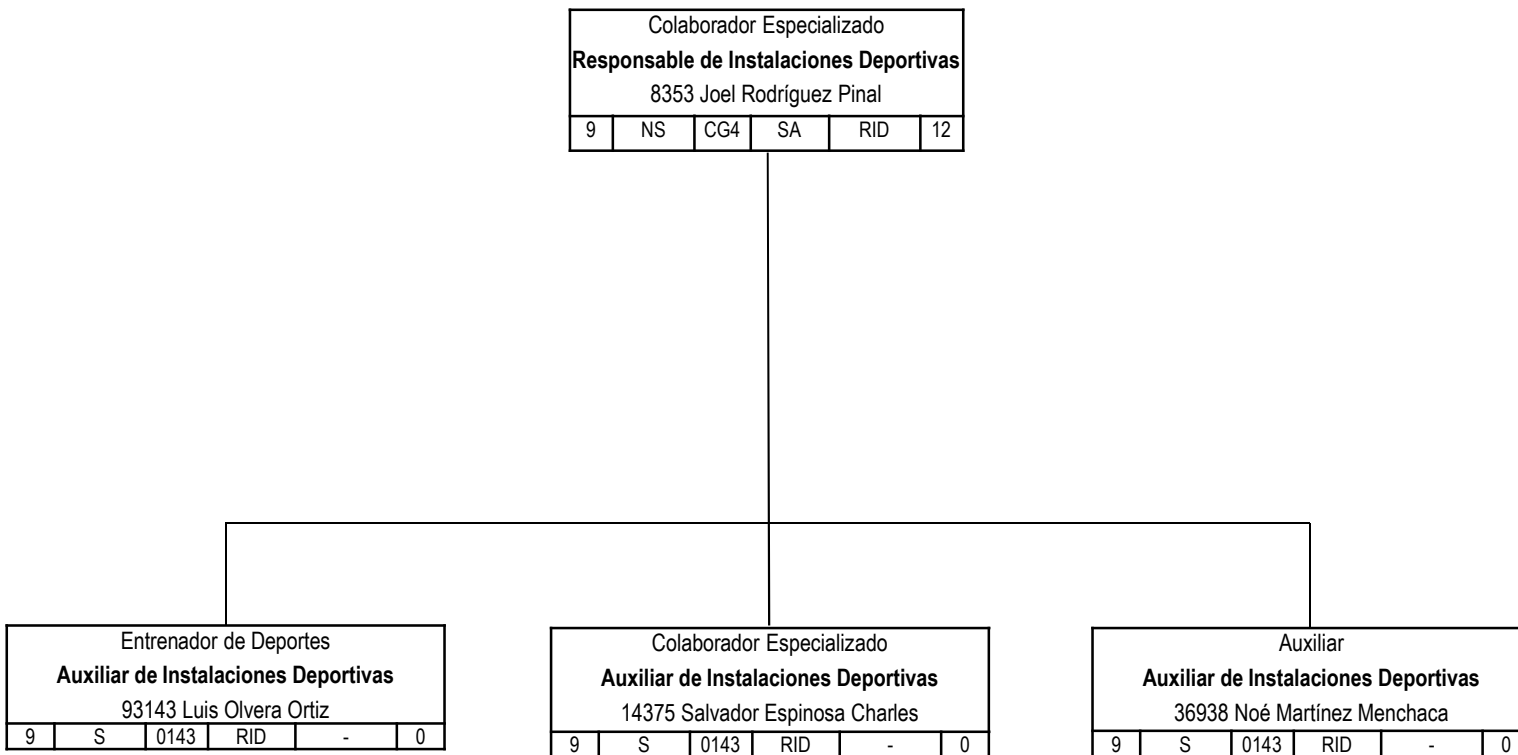 Colaborador Especializado
Responsable de Instalaciones Deportivas
8353 Joel Rodríguez Pinal
9 NS CG4 SA RID 12
Entrenador de Deportes
Auxiliar de Instalaciones Deportivas
93143 Luis Olvera Ortiz
9 S 0143 RID - 0
Colaborador Especializado
Auxiliar de Instalaciones Deportivas
14375 Salvador Espinosa Charles
9 S 0143 RID - 0
Auxiliar
Auxiliar de Instalaciones Deportivas
36938 Noé Martínez Menchaca
9 S 0143 RID - 0